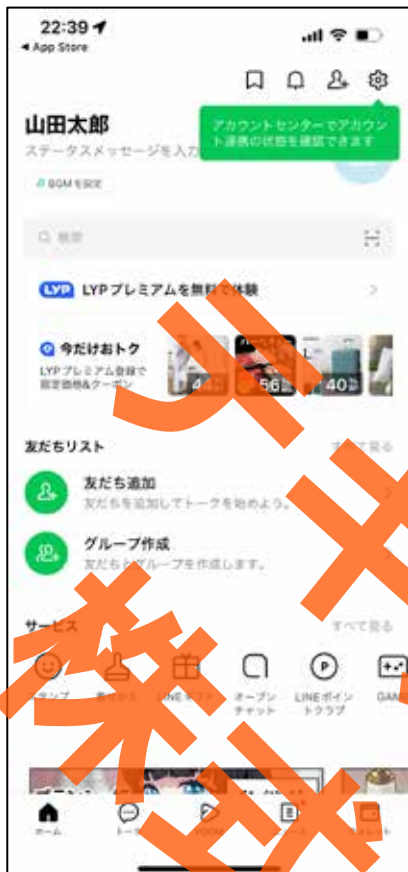 22:39
App Store
山田太郎
アカウントセンターでアカウント連携の状態を確認できます
ステータスメッセージを入力
BGMを設定
検索
LYP LYPプレミアムを無料で体験
今だけおトク
LYPプレミアム登録で
限定価格&クーポン
44%
56%
40%
友だちリスト
すべて見る
友だち追加
友だちを追加してトークを始めよう。
グループ作成
友だちとグループを作成します。
サービス
すべて見る
スタンプ
着せかえ
LINEギフト
オープン
チャット
LINEポイン
トクラブ
GAME
ホーム
トーク
VOOM
ニュース
ウォレット
株式